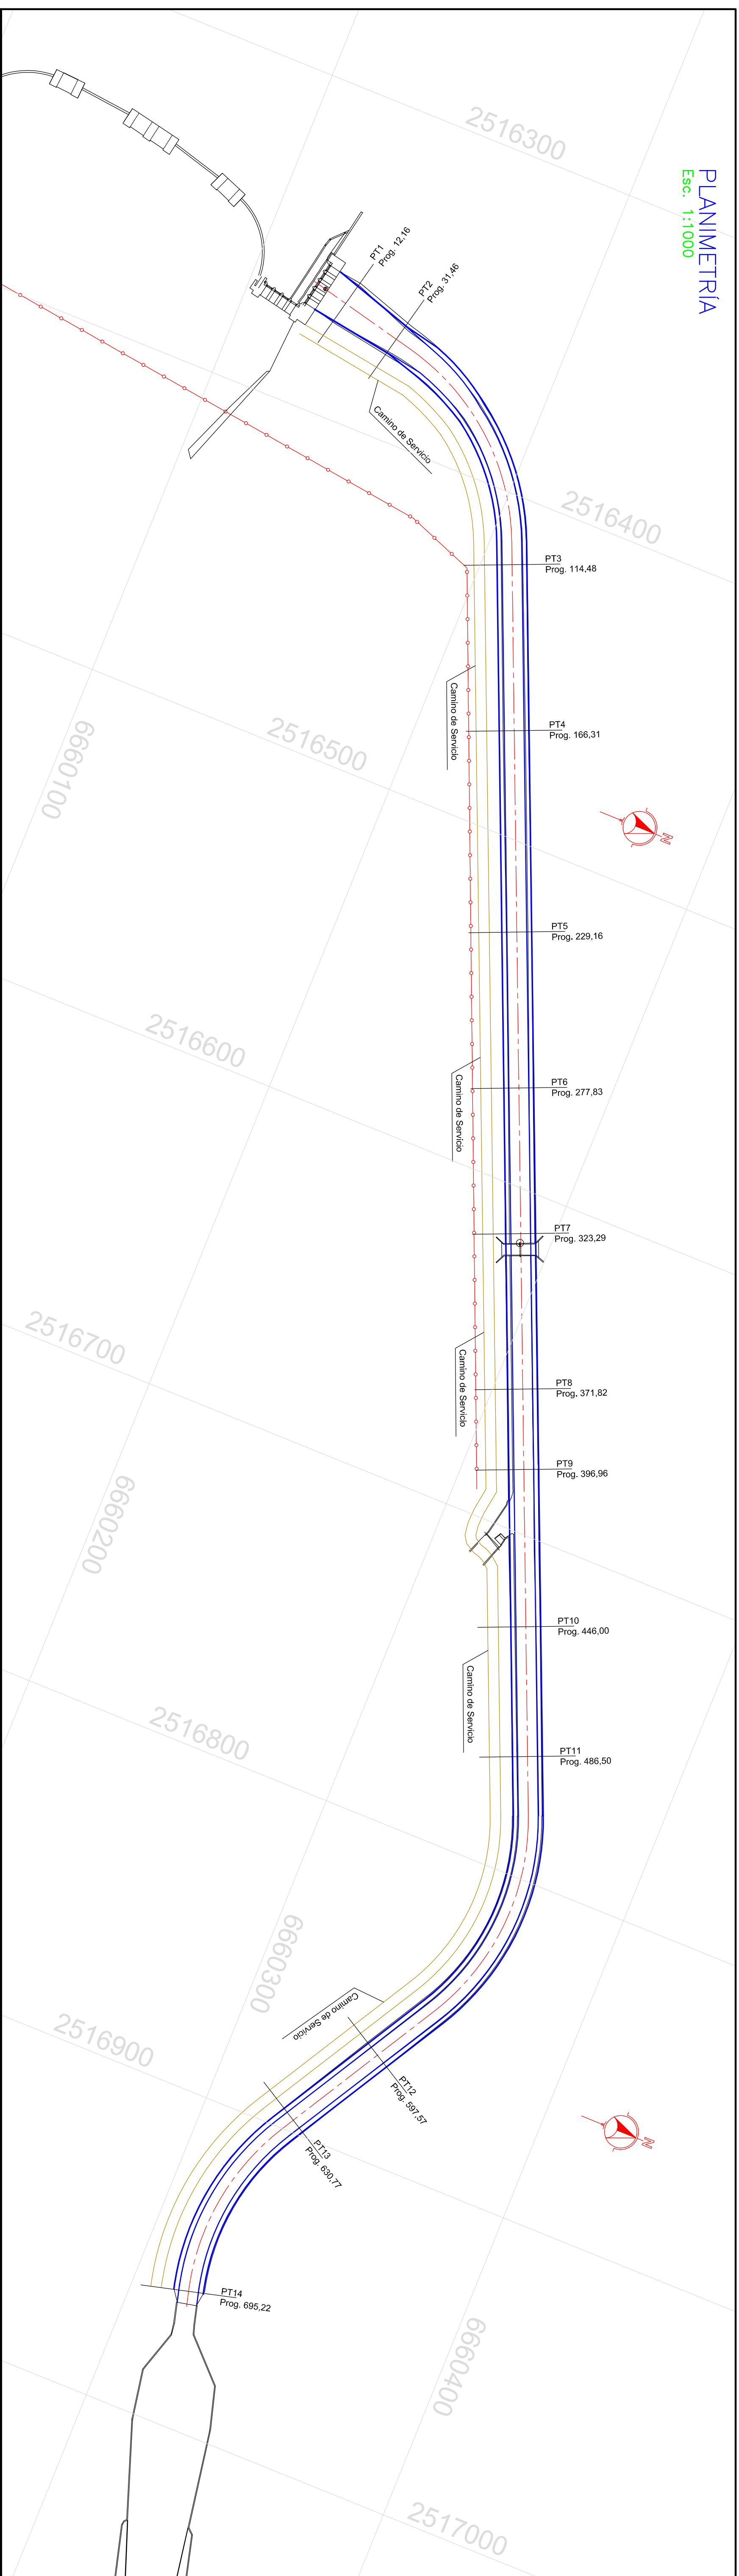 PLANIMETRÍA
Esc. 1:1000
2516300
PT1
Prog. 12,16
PT2
Prog. 31,46
Camino de Servicio
2516400
PT3
Prog. 114,48
Camino de Servicio
6660100
2516500
PT4
Prog. 166,31
N
PT5
Prog. 229,16
2516600
Camino de Servicio
PT6
Prog. 277,83
PT7
Prog. 323,29
2516700
Camino de Servicio
PT8
Prog. 371,82
PT9
Prog. 396,96
6660200
PT10
Prog. 446,00
Camino de Servicio
2516800
PT11
Prog. 486,50
6660300
Camino de Servicio
2516900
PT12
Prog. 597,57
N
PT13
Prog. 630,77
PT14
Prog. 695,22
6660400
2517000